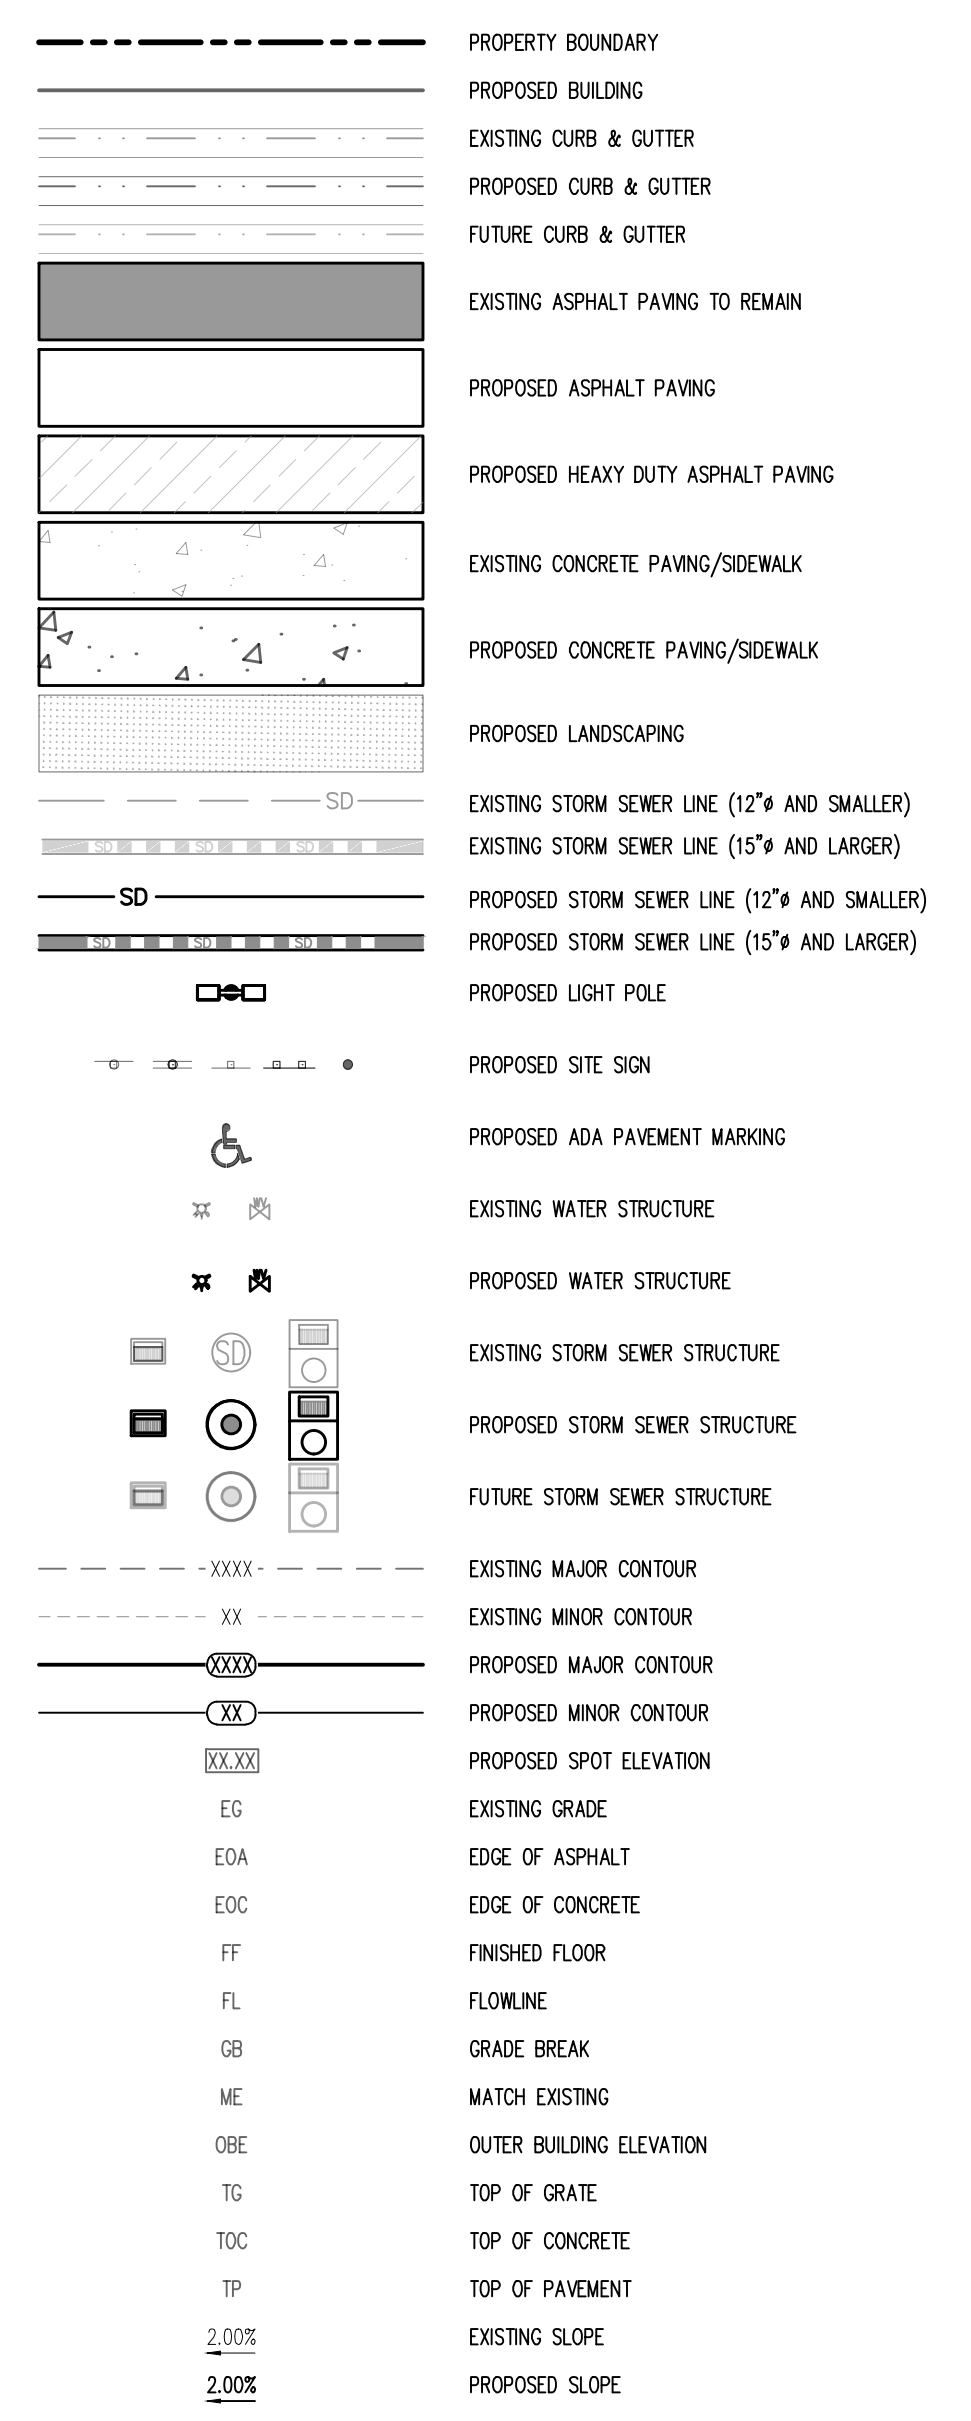 PROPERTY BOUNDARY
PROPOSED BUILDING
EXISTING CURB & GUTTER
PROPOSED CURB & GUTTER
FUTURE CURB & GUTTER
EXISTING ASPHALT PAVING TO REMAIN
PROPOSED ASPHALT PAVING
PROPOSED HEAXY DUTY ASPHALT PAVING
EXISTING CONCRETE PAVING/SIDEWALK
PROPOSED CONCRETE PAVING/SIDEWALK
PROPOSED LANDSCAPING
SD EXISTING STORM SEWER LINE (12"ø AND SMALLER)
SD SD SD EXISTING STORM SEWER LINE (15"ø AND LARGER)
SD PROPOSED STORM SEWER LINE (12"ø AND SMALLER)
SD SD SD PROPOSED STORM SEWER LINE (15"ø AND LARGER)
PROPOSED LIGHT POLE
PROPOSED SITE SIGN
PROPOSED ADA PAVEMENT MARKING
WV EXISTING WATER STRUCTURE
WV PROPOSED WATER STRUCTURE
SD EXISTING STORM SEWER STRUCTURE
PROPOSED STORM SEWER STRUCTURE
FUTURE STORM SEWER STRUCTURE
XXXX EXISTING MAJOR CONTOUR
XX EXISTING MINOR CONTOUR
XXXX PROPOSED MAJOR CONTOUR
XX PROPOSED MINOR CONTOUR
XX.XX PROPOSED SPOT ELEVATION
EG EXISTING GRADE
EOA EDGE OF ASPHALT
EOC EDGE OF CONCRETE
FF FINISHED FLOOR
FL FLOWLINE
GB GRADE BREAK
ME MATCH EXISTING
OBE OUTER BUILDING ELEVATION
TG TOP OF GRATE
TOC TOP OF CONCRETE
TP TOP OF PAVEMENT
2.00% EXISTING SLOPE
2.00% PROPOSED SLOPE